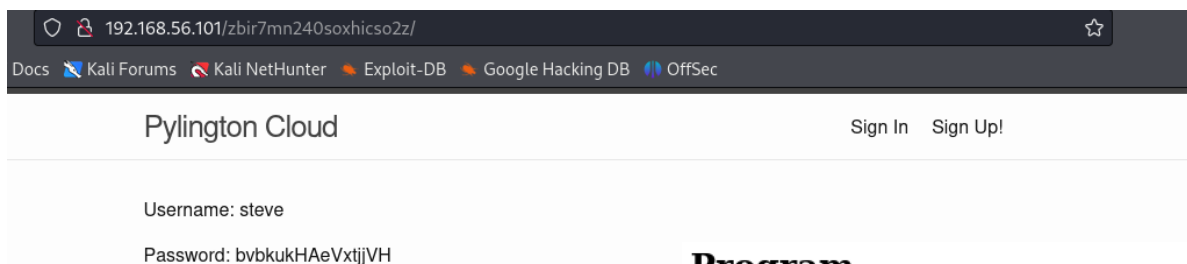 192.168.56.101/zbir7mn240soxhicso2z/
Docs Kali Forums Kali NetHunter Exploit-DB Google Hacking DB OffSec
Pylington Cloud Sign In Sign Up!
Username: steve
Password: bvbkukHAeVxtjjVH
Program